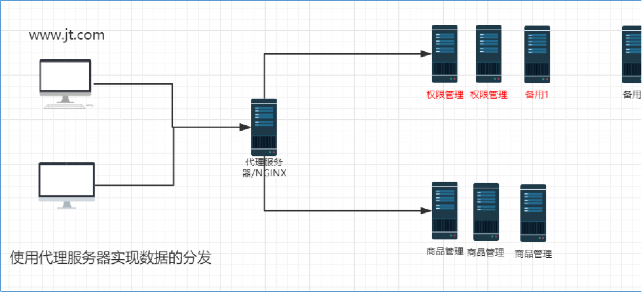 www.jt.com
权限管理
权限管理
备用1
备用
代理服务
器/NGINX
商品管理
商品管理
商品管理
使用代理服务器实现数据的分发